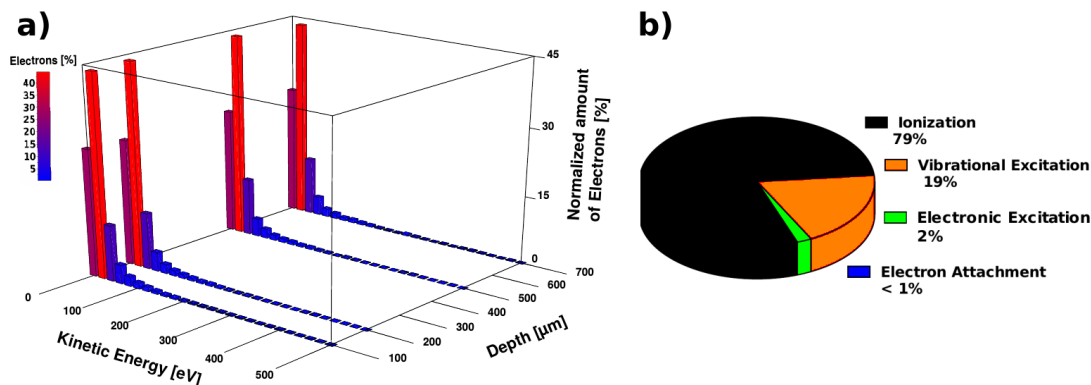 a)
Electrons [%]
40
35
30
25
20
15
10
5
0
100
200
300
400
500
Kinetic Energy [eV]
100
200
300
400
500
600
700
Depth [µm]
0
15
30
45
Normalized amount
of Electrons [%]
b)
Ionization
79%
Vibrational Excitation
19%
Electronic Excitation
2%
Electron Attachment
< 1%